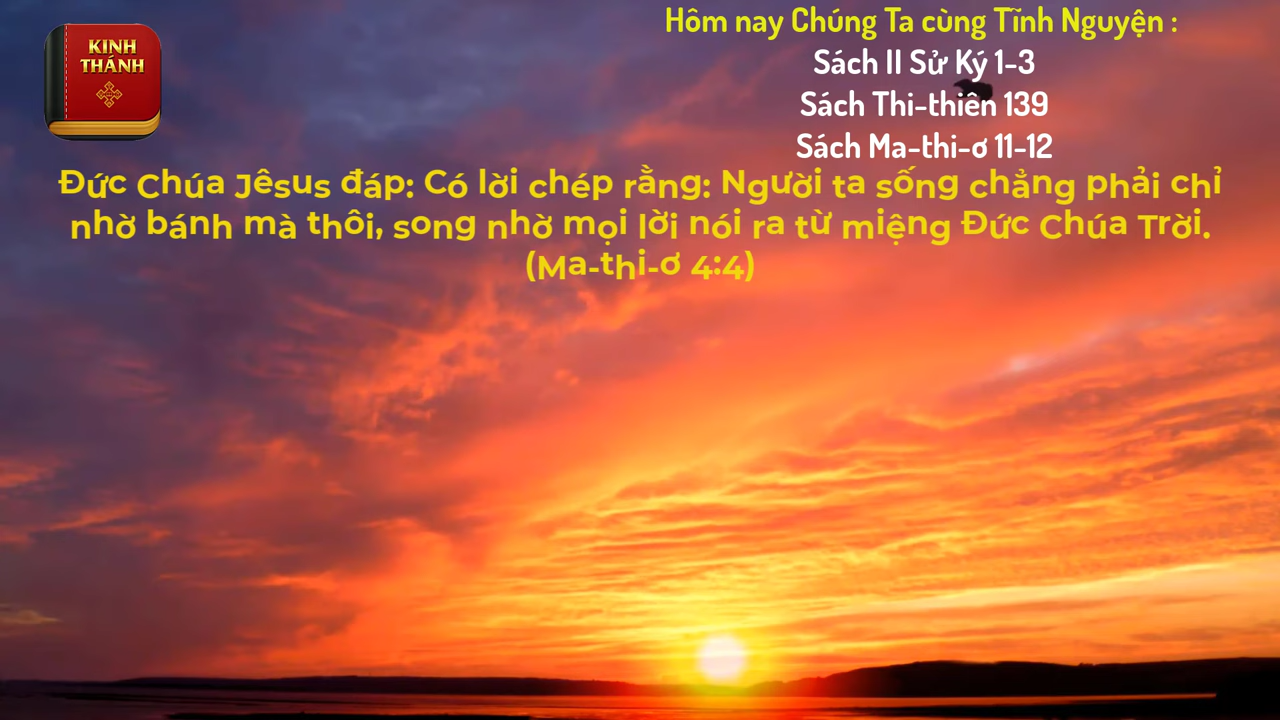 KINH
THÁNH
Hôm nay Chúng Ta cùng Tĩnh Nguyện :
Sách II Sử Ký 1-3
Sách Thi-thiên 139
Sách Ma-thi-ơ 11-12
Đức Chúa Jêsus đáp: Có lời chép rằng: Người ta sống chẳng phải chỉ
nhờ bánh mà thôi, song nhờ mọi lời nói ra từ miệng Đức Chúa Trời.
(Ma-thi-ơ 4:4)